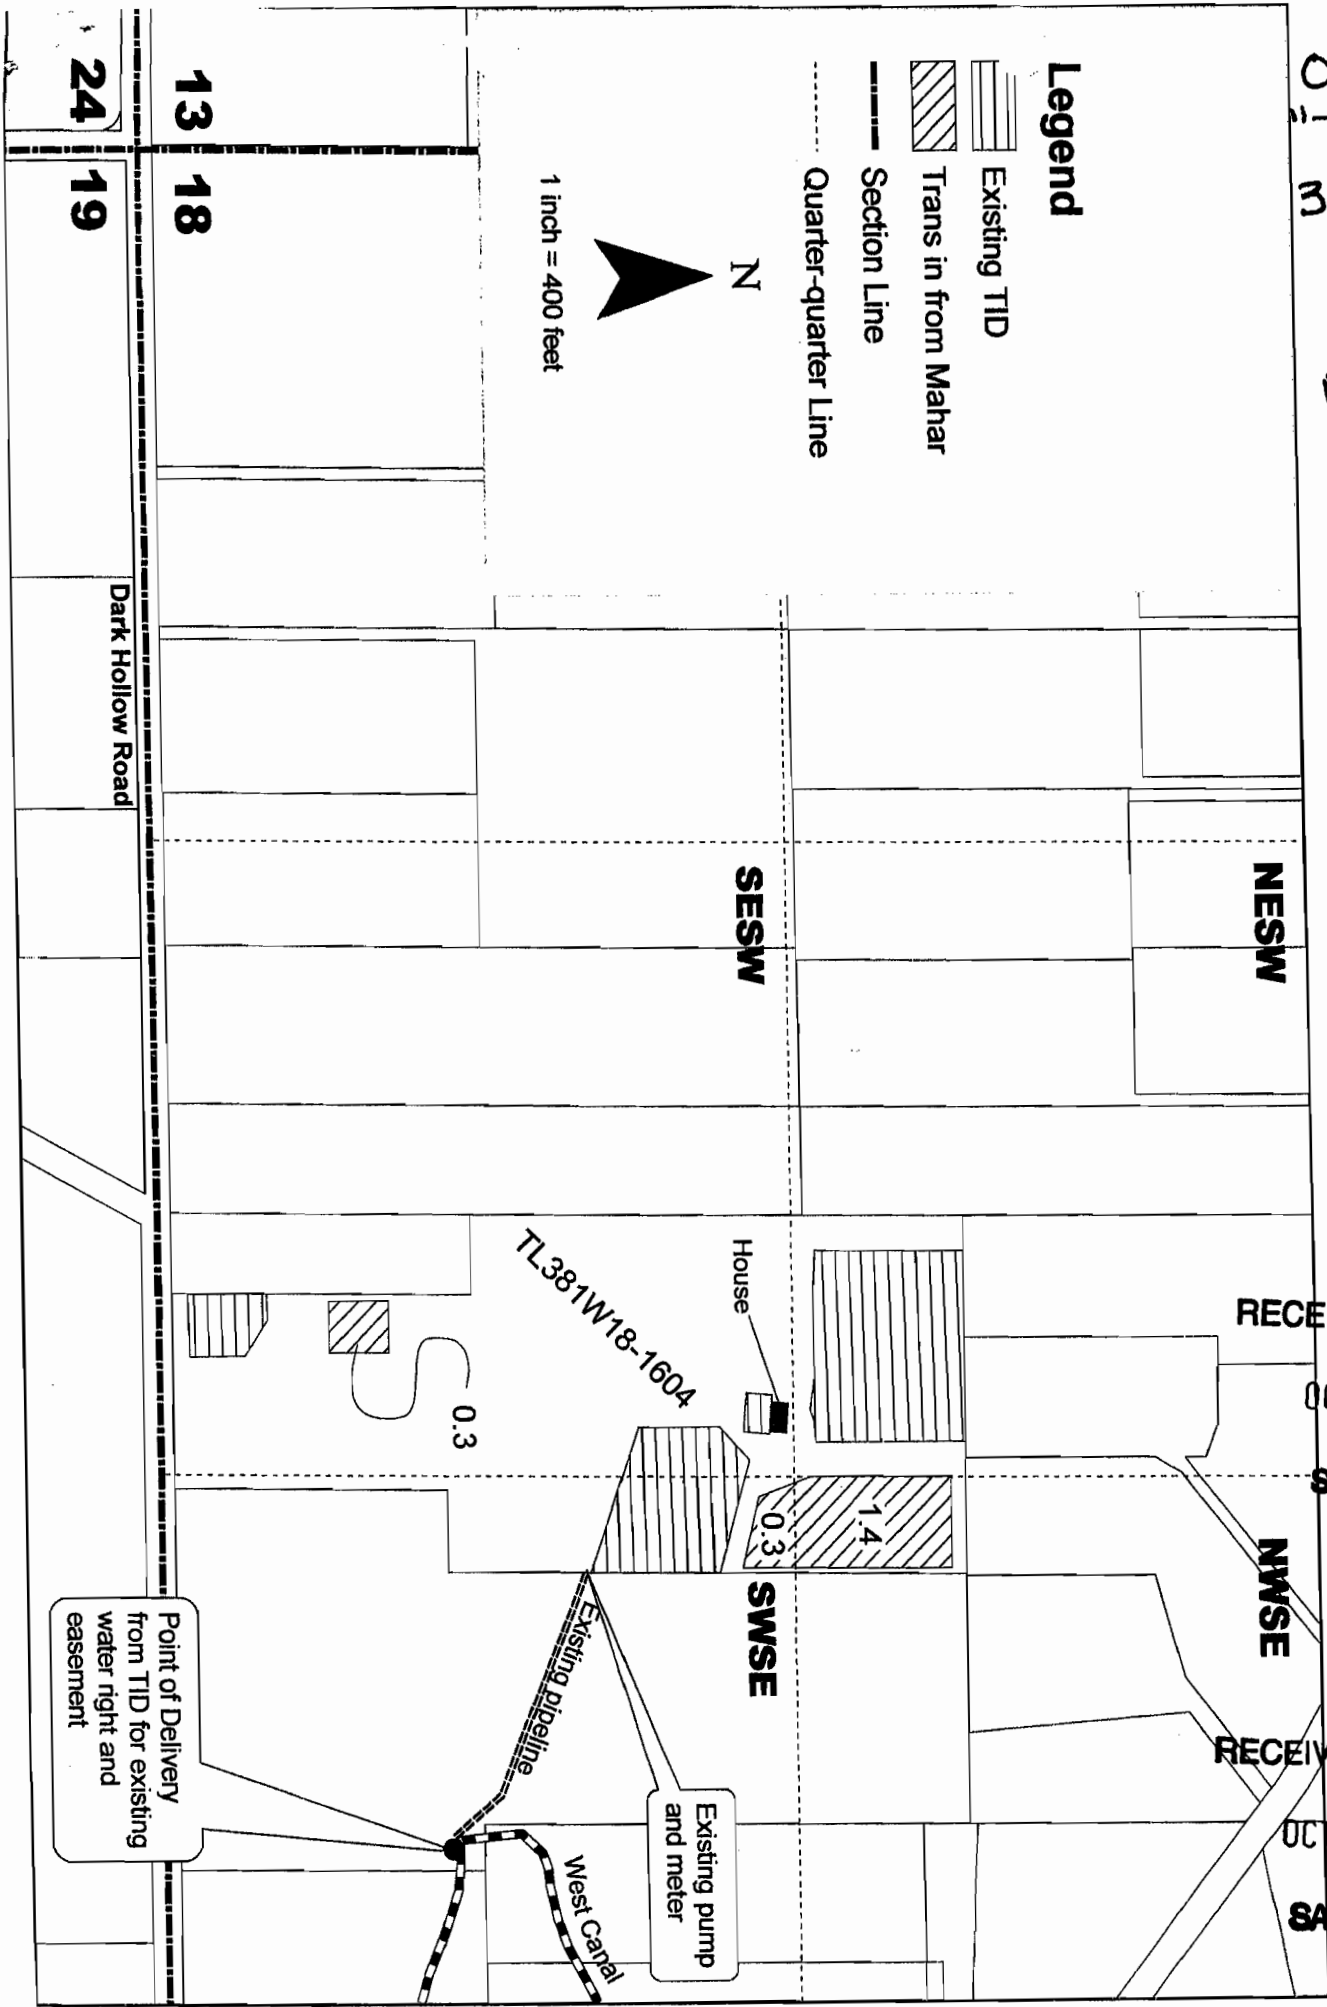 Legend
Existing TID
Trans in from Mahar
Section Line
Quarter-quarter Line
N
1 inch = 400 feet
13
18
24
19
NESW
NWSE
SESW
SWSE
House
TL381W18-1604
1.4
0.3
0.3
Existing pump
and meter
Existing pipeline
West Canal
Point of Delivery
from TID for existing
water right and
easement
Dark Hollow Road
RECE
RECEIV
OC
SA